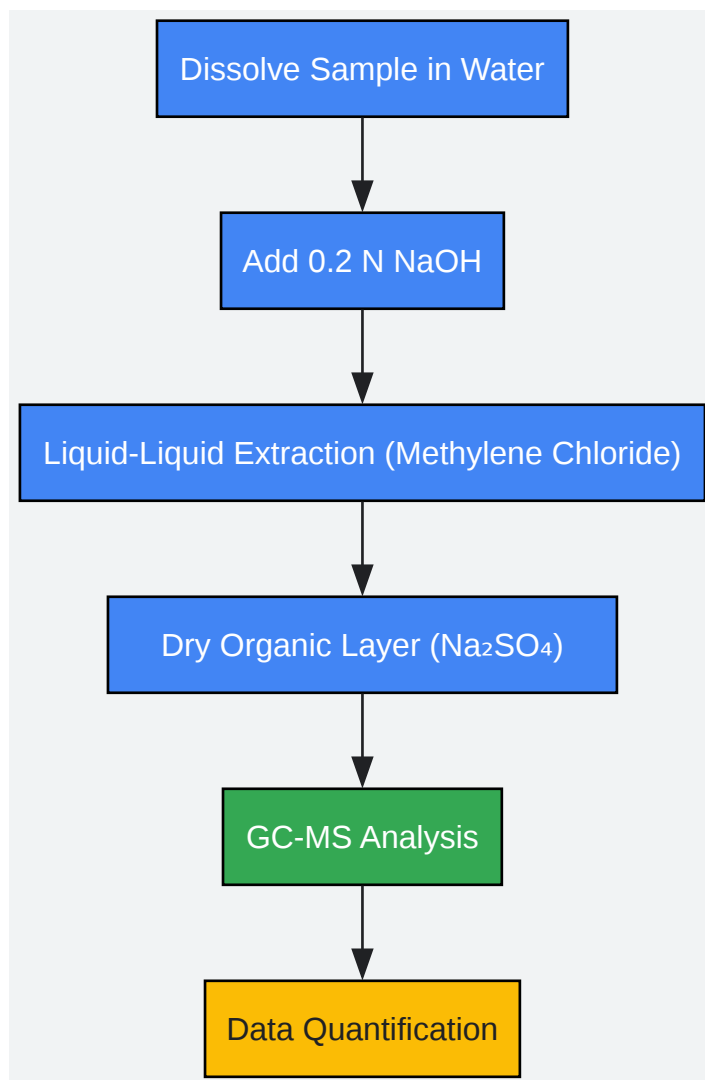 Dissolve Sample in Water
Add 0.2 N NaOH
Liquid-Liquid Extraction (Methylene Chloride)
Dry Organic Layer (Na₂SO₄)
GC-MS Analysis
Data Quantification